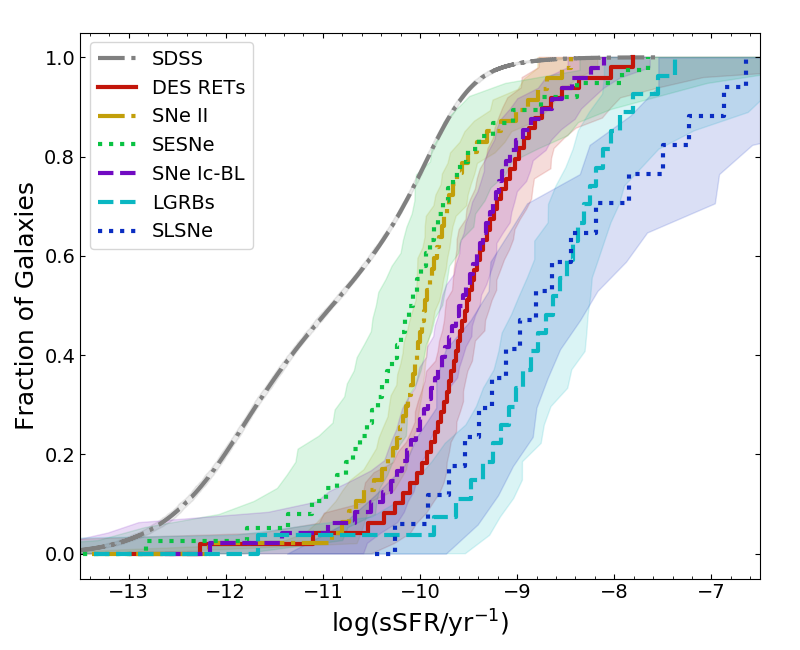 SDSS
DES RETs
SNe II
SESNe
SNe Ic-BL
LGRBs
SLSNe
1.0
0.8
0.6
0.4
0.2
0.0
Fraction of Galaxies
−13 −12 −11 −10 −9 −8 −7
log(sSFR/yr⁻¹)